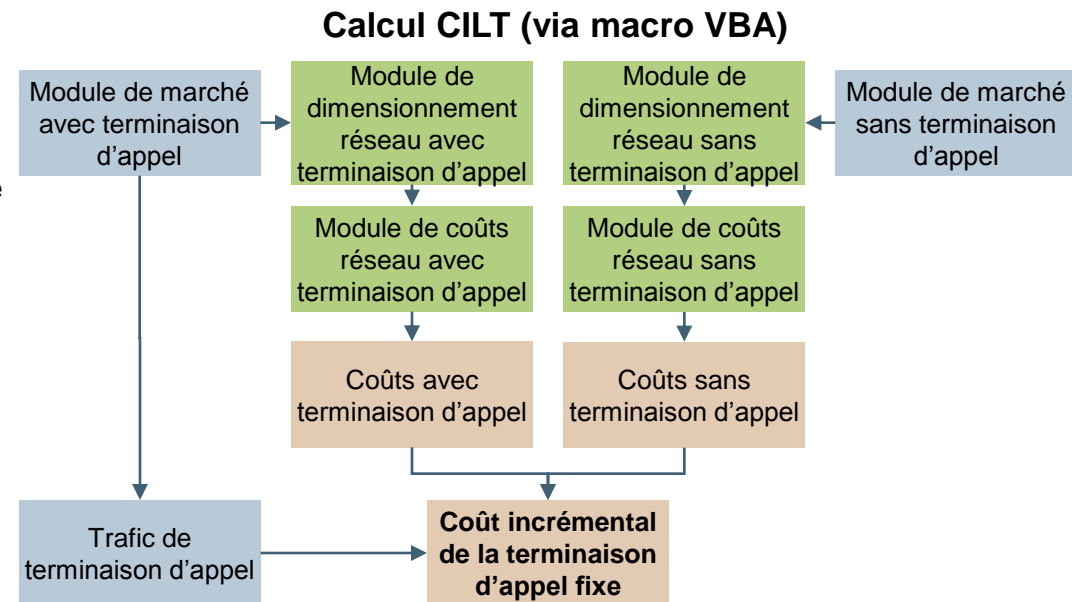 Calcul CILT (via macro VBA)
Module de marché
avec terminaison
d'appel
Module de
dimensionnement
réseau avec
terminaison d'appel
Module de
dimensionnement
réseau sans
terminaison d'appel
Module de marché
sans terminaison
d'appel
e
Module de coûts
réseau avec
terminaison d'appel
Module de coûts
réseau sans
terminaison d'appel
Coûts avec
terminaison d'appel
Coûts sans
terminaison d'appel
Trafic de
terminaison d'appel
Coût incrémental
de la terminaison
d'appel fixe